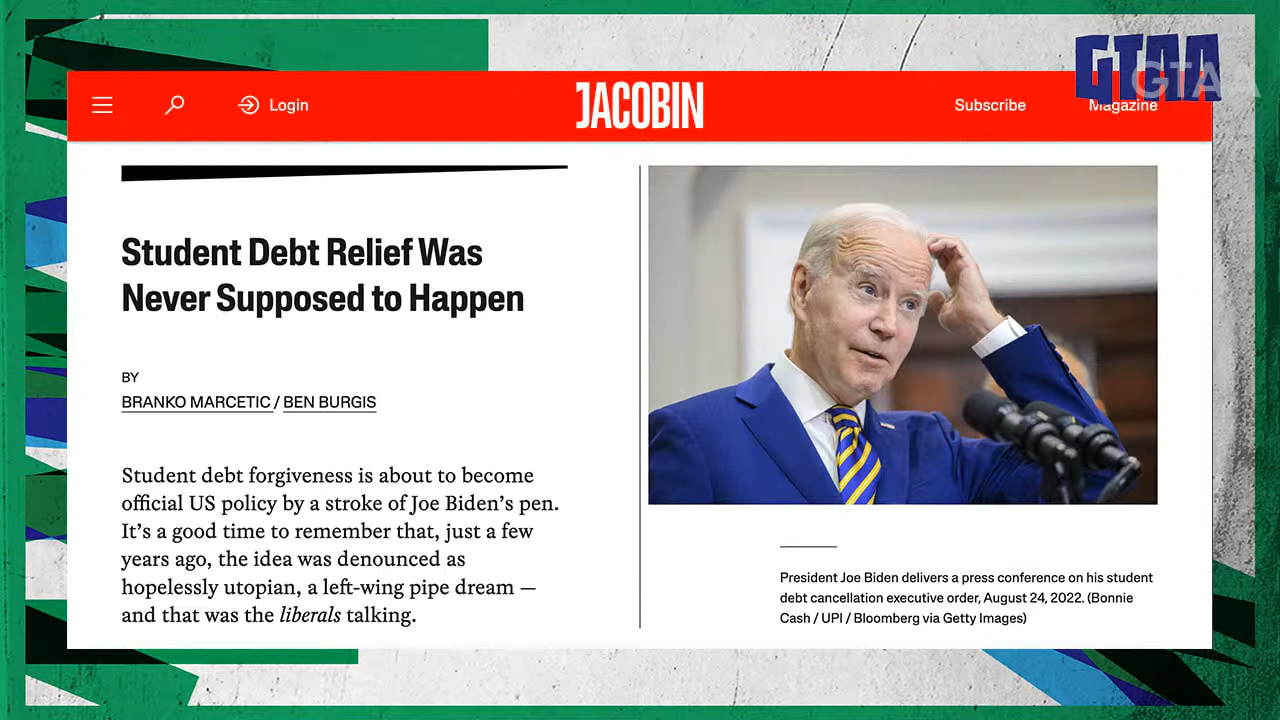 GTAA
GTAA
Login
JACOBIN
Subscribe
Magazine
Student Debt Relief Was
Never Supposed to Happen
BY
BRANKO MARCETIC / BEN BURGIS
Student debt forgiveness is about to become
official US policy by a stroke of Joe Biden’s pen.
It’s a good time to remember that, just a few
years ago, the idea was denounced as
hopelessly utopian, a left-wing pipe dream —
and that was the liberals talking.
President Joe Biden delivers a press conference on his student
debt cancellation executive order, August 24, 2022. (Bonnie
Cash / UPI / Bloomberg via Getty Images)